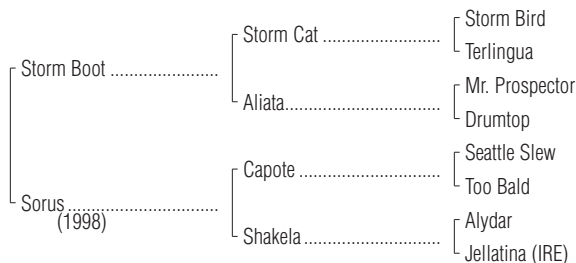 Storm Bird
Storm Cat ..............................
Terlingua
Storm Boot .......................
Mr. Prospector
Aliata.....................................
Drumtop
Seattle Slew
Capote ...................................
Too Bald
Sorus ................................
(1998)
Alydar
Shakela .................................
Jellatina (IRE)